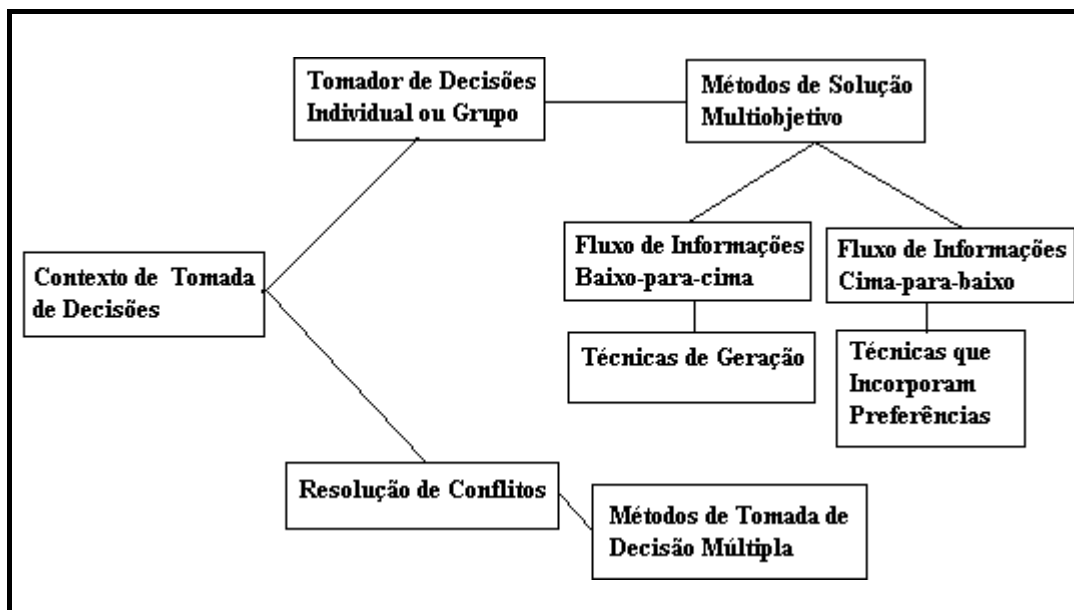 Tomador de Decisões
Individual ou Grupo
Métodos de Solução
Multiobjetivo
Contexto de Tomada
de Decisões
Fluxo de Informações
Baixo-para-cima
Fluxo de Informações
Cima-para-baixo
Técnicas de Geração
Técnicas que
Incorporam
Preferências
Resolução de Conflitos
Métodos de Tomada de
Decisão Múltipla